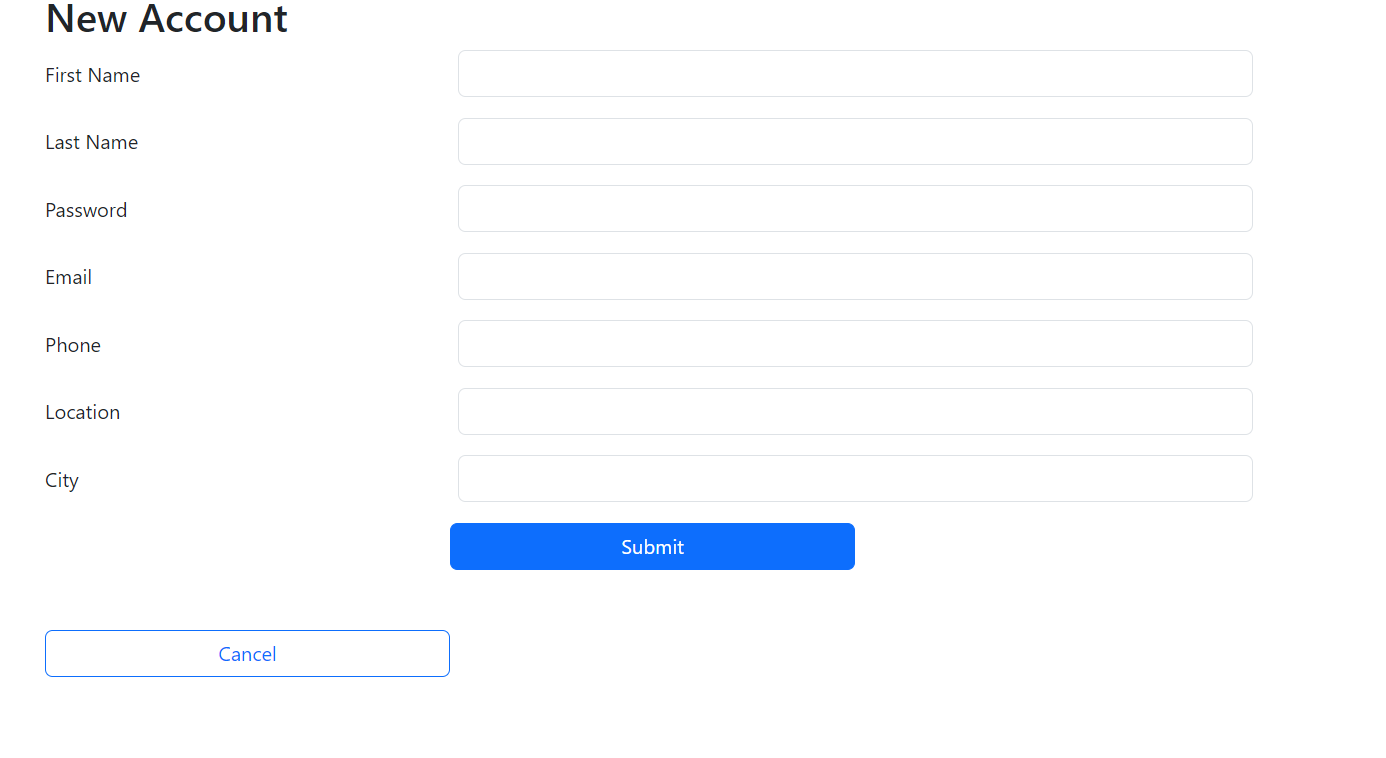 New Account
First Name
Last Name
Password
Email
Phone
Location
City
Submit
Cancel